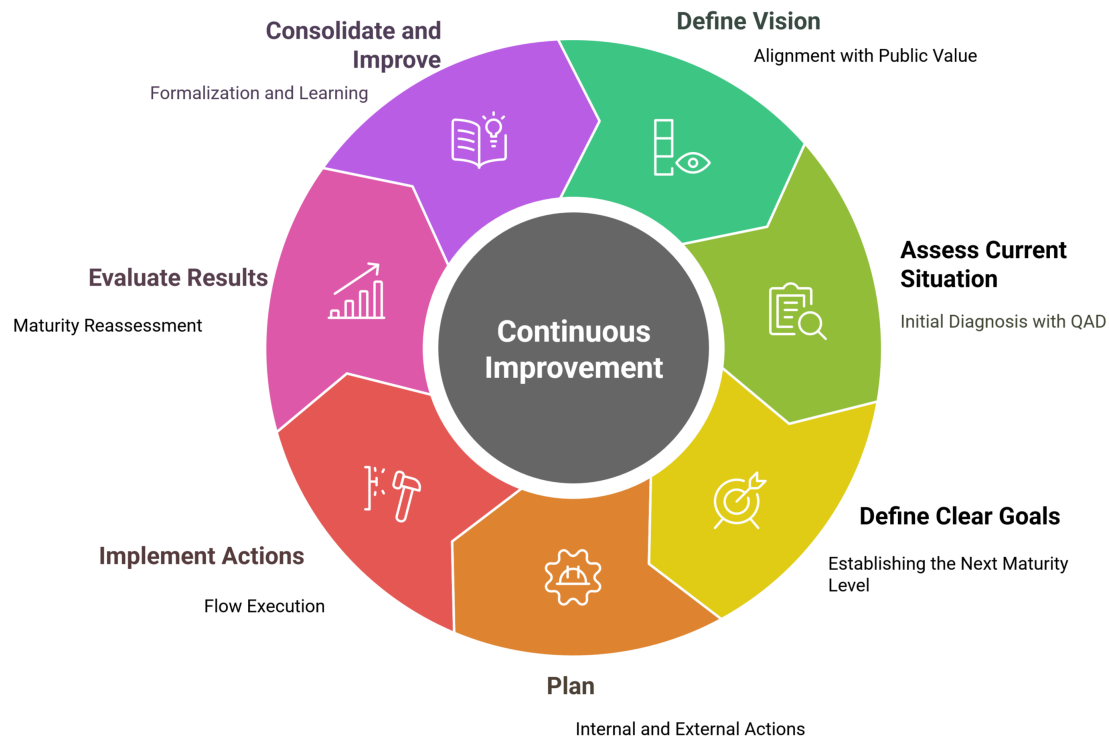 Define Vision
Alignment with Public Value
Assess Current
Situation
Initial Diagnosis with QAD
Define Clear Goals
Establishing the Next Maturity
Level
Plan
Internal and External Actions
Implement Actions
Flow Execution
Evaluate Results
Maturity Reassessment
Consolidate and
Improve
Formalization and Learning
Continuous
Improvement